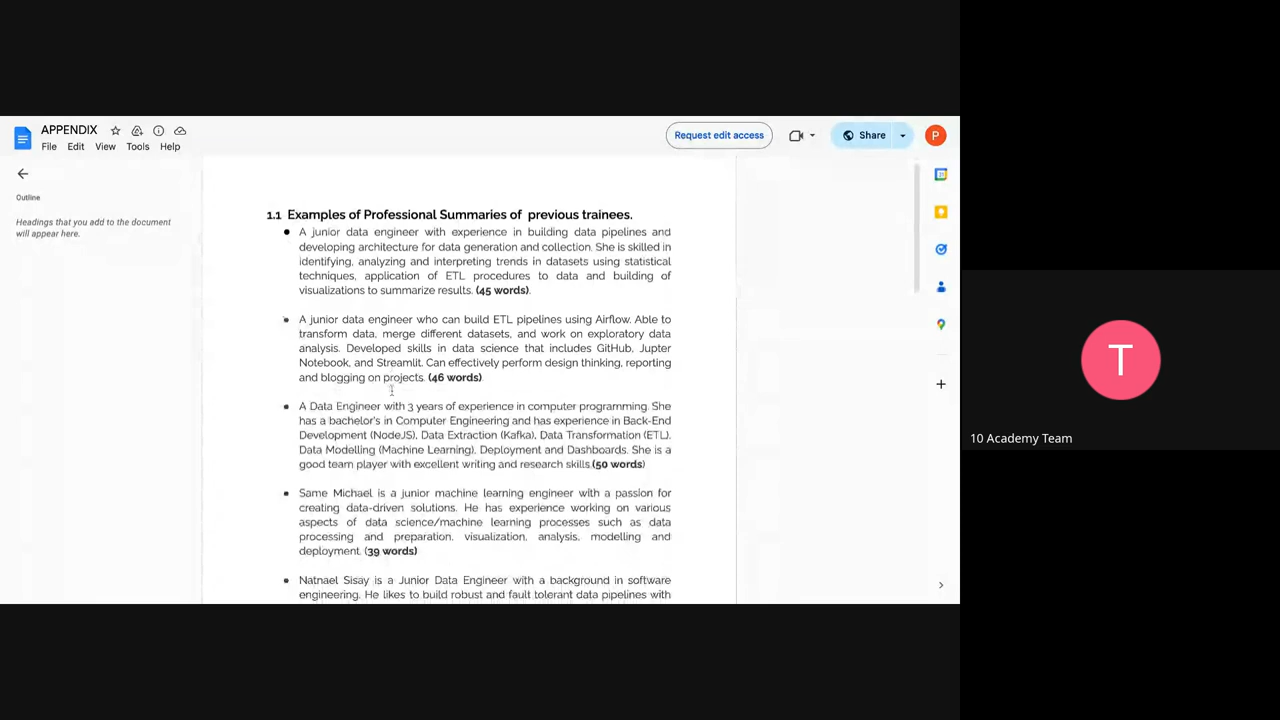 APPENDIX
File Edit View Tools Help
Request edit access
Share
P
Outline
Headings that you add to the document
will appear here.
1.1 Examples of Professional Summaries of previous trainees.
● A junior data engineer with experience in building data pipelines and
developing architecture for data generation and collection. She is skilled in
identifying, analyzing and interpreting trends in datasets using statistical
techniques, application of ETL procedures to data and building of
visualizations to summarize results. (45 words).
● A junior data engineer who can build ETL pipelines using Airflow. Able to
transform data, merge different datasets, and work on exploratory data
analysis. Developed skills in data science that includes GitHub, Jupter
Notebook, and Streamlit. Can effectively perform design thinking, reporting
and blogging on projects. (46 words)
● A Data Engineer with 3 years of experience in computer programming. She
has a bachelor's in Computer Engineering and has experience in Back-End
Development (NodeJS), Data Extraction (Kafka), Data Transformation (ETL),
Data Modelling (Machine Learning), Deployment and Dashboards. She is a
good team player with excellent writing and research skills.(50 words)
● Same Michael is a junior machine learning engineer with a passion for
creating data-driven solutions. He has experience working on various
aspects of data science/machine learning processes such as data
processing and preparation, visualization, analysis, modelling and
deployment. (39 words)
● Natnael Sisay is a Junior Data Engineer with a background in software
engineering. He likes to build robust and fault tolerant data pipelines with
T
10 Academy Team